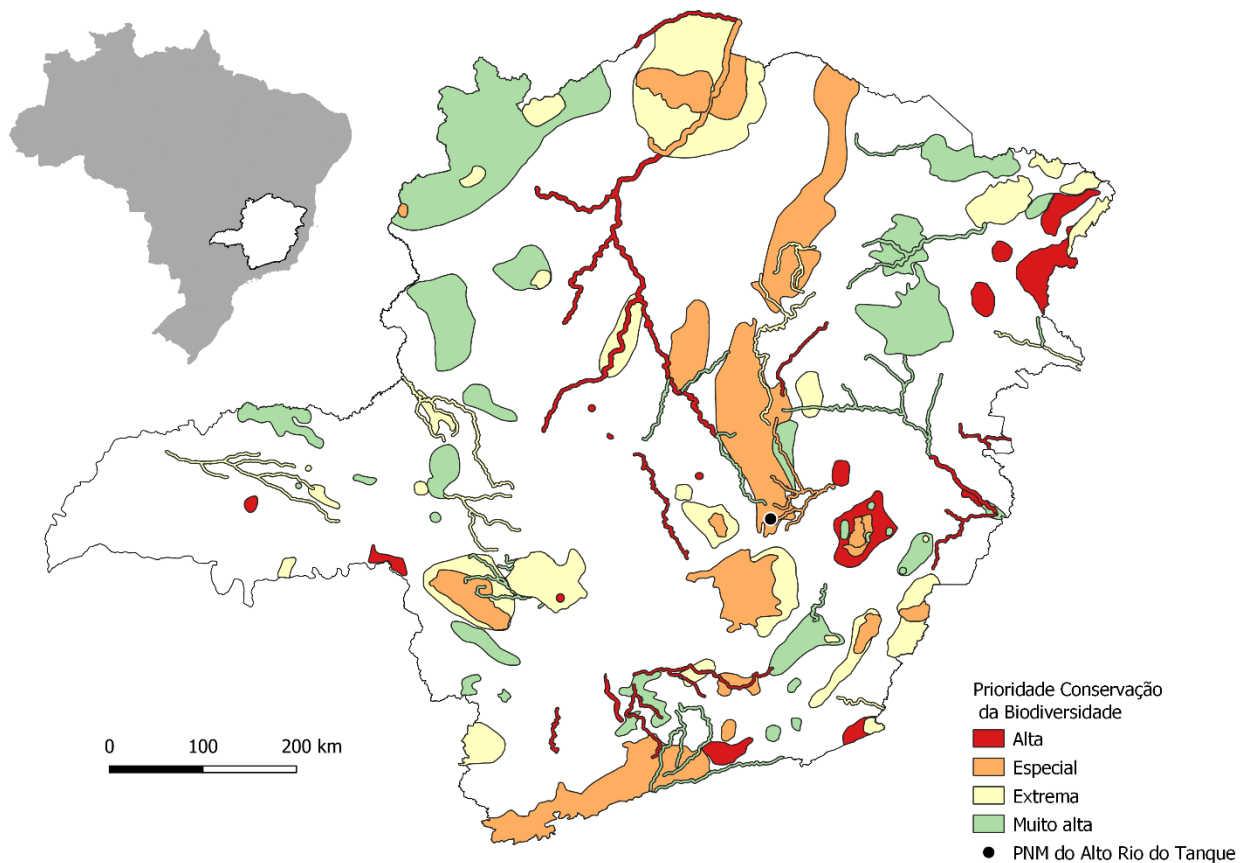 0 100 200 km
Prioridade Conservação
da Biodiversidade
Alta
Especial
Extrema
Muito alta
PNM do Alto Rio do Tanque